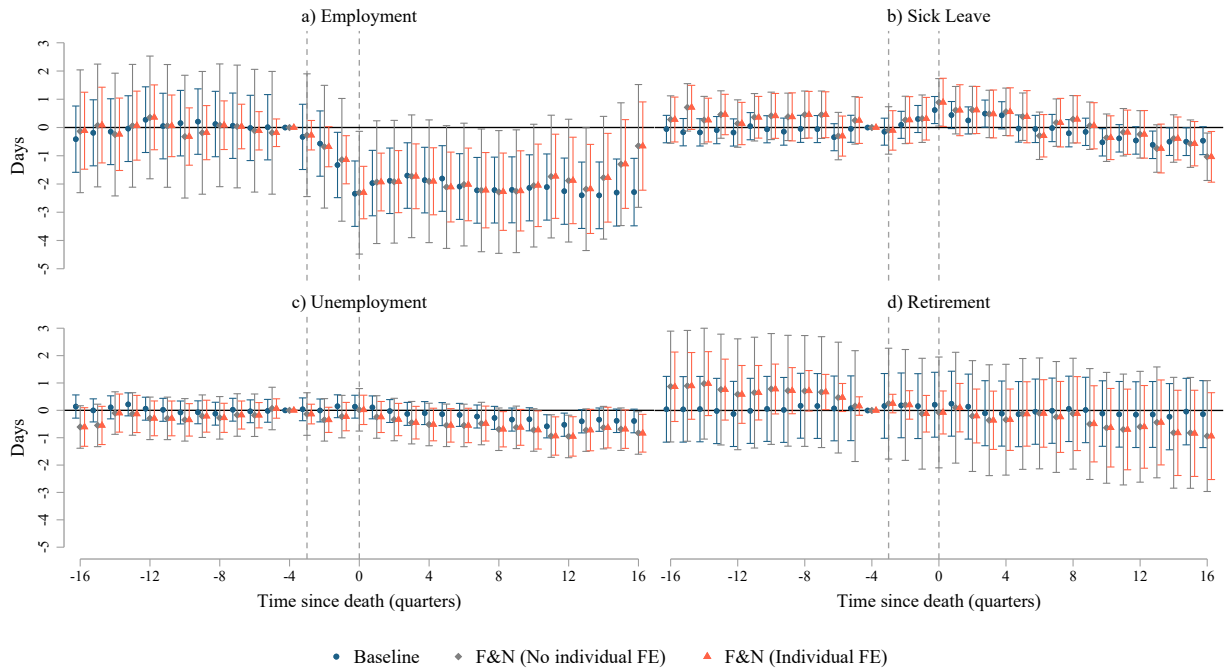 a) Employment
b) Sick Leave
3
2
1
0
-1
-2
-3
-4
-5
Days
c) Unemployment
d) Retirement
3
2
1
0
-1
-2
-3
-4
-5
Days
-16 -12 -8 -4 0 4 8 12 16
-16 -12 -8 -4 0 4 8 12 16
Time since death (quarters)
Time since death (quarters)
Baseline F&N (No individual FE) F&N (Individual FE)